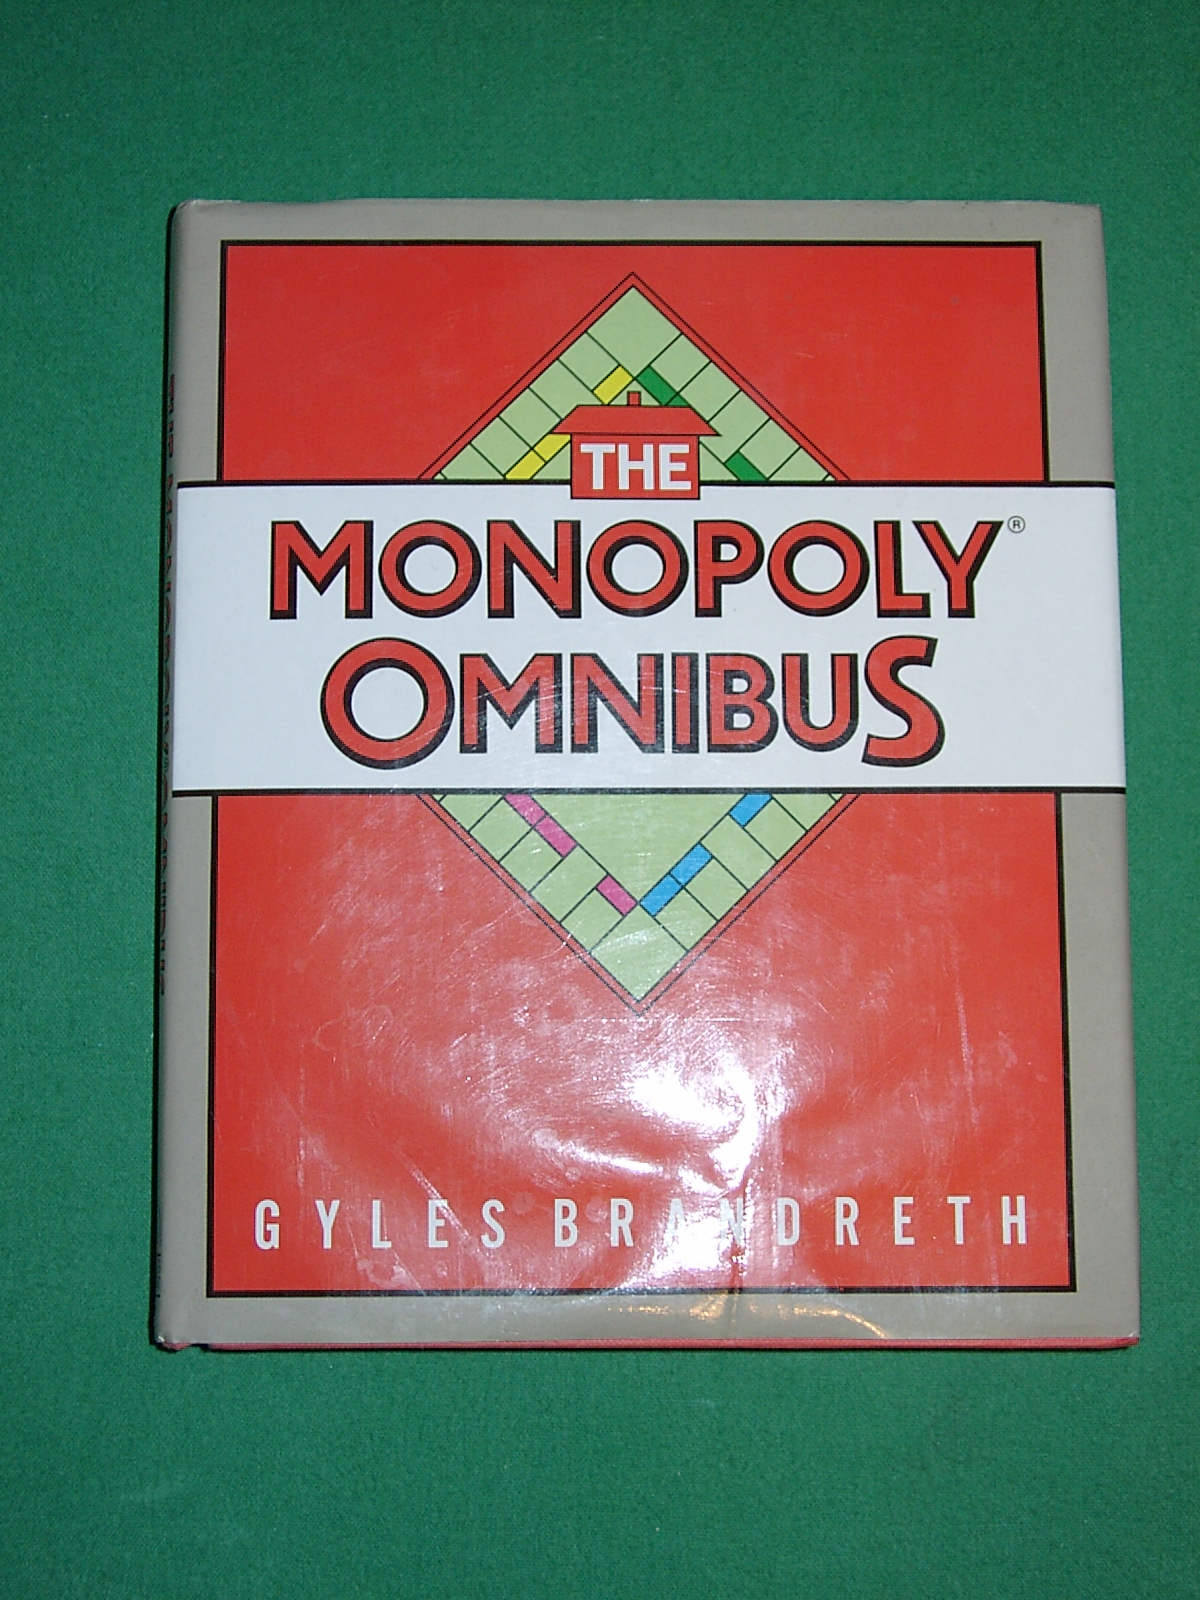 THE
MONOPOLY®
OMNIBUS
GYLES BRANDRETH